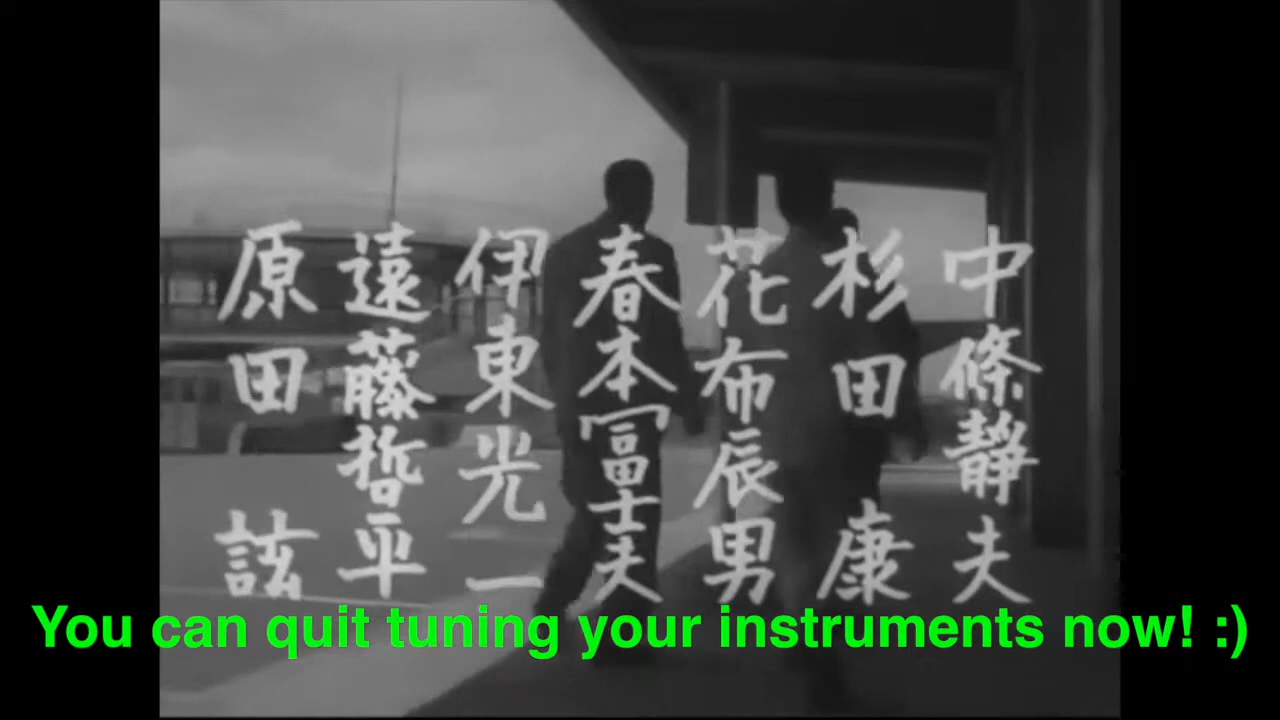 中條靜夫
杉田康
花布辰男
春本冨士夫
伊東光一
遠藤哲平
原田詃
You can quit tuning your instruments now! :)